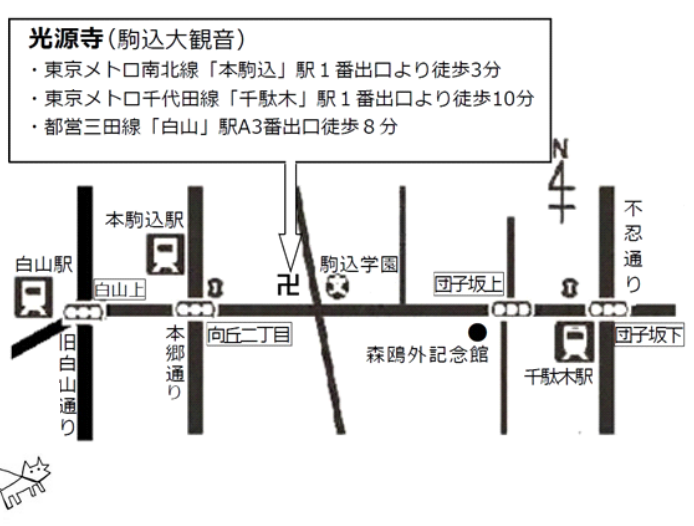 光源寺(駒込大観音)
・東京メトロ南北線「本駒込」駅1番出口より徒歩3分
・東京メトロ千代田線「千駄木」駅1番出口より徒歩10分
・都営三田線「白山」駅A3番出口徒歩8分
N
不忍通り
本駒込駅
白山駅
駒込学園
白山上
団子坂上
卍
旧白山通り
本郷通り
向丘二丁目
団子坂下
森鴎外記念館
千駄木駅